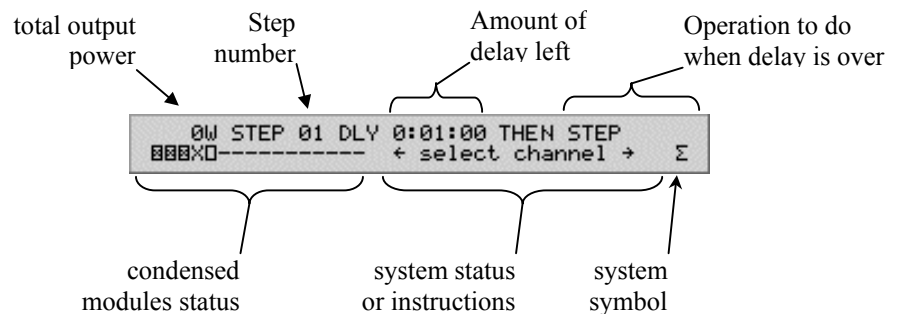 total output
power
Step
number
Amount of
delay left
Operation to do
when delay is over
0W STEP 01 DLY 0:01:00 THEN STEP
X□----------- ← select channel → Σ
condensed
modules status
system status
or instructions
system
symbol